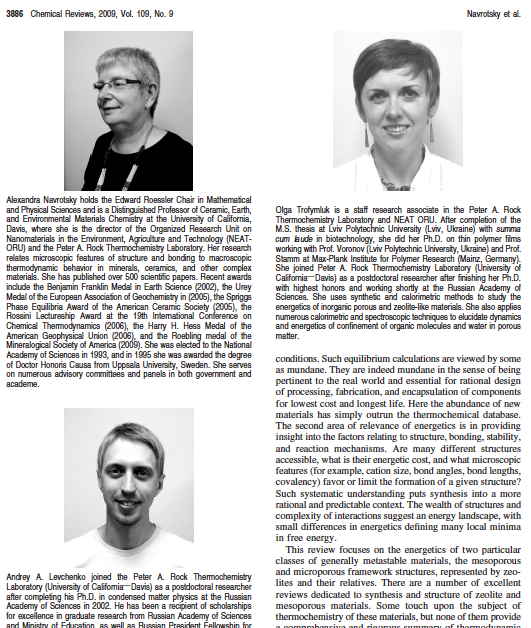 3886 Chemical Reviews, 2009, Vol. 109, No. 9
Navrotsky et al.
Alexandra Navrotsky holds the Edward Roessler Chair in Mathematical
and Physical Sciences and is a Distinguished Professor of Ceramic, Earth,
and Environmental Materials Chemistry at the University of California,
Davis, where she is the director of the Organized Research Unit on
Nanomaterials in the Environment, Agriculture and Technology (NEAT-
ORU) and the Peter A. Rock Thermochemistry Laboratory. Her research
relates microscopic features of structure and bonding to macroscopic
thermodynamic behavior in minerals, ceramics, and other complex
materials. She has published over 500 scientific papers. Recent awards
include the Benjamin Franklin Medal in Earth Science (2002), the Urey
Medal of the European Association of Geochemistry in (2005), the Spriggs
Phase Equilibria Award of the American Ceramic Society (2005), the
Rossini Lectureship Award at the 19th International Conference on
Chemical Thermodynamics (2006), the Harry H. Hess Medal of the
American Geophysical Union (2006), and the Roebling medal of the
Mineralogical Society of America (2009). She was elected to the National
Academy of Sciences in 1993, and in 1995 she was awarded the degree
of Doctor Honoris Causa from Uppsala University, Sweden. She serves
on numerous advisory committees and panels in both government and
academe.
Andrey A. Levchenko joined the Peter A. Rock Thermochemistry
Laboratory (University of California—Davis) as a postdoctoral researcher
after completing his Ph.D. in condensed matter physics at the Russian
Academy of Sciences in 2002. He has been a recipient of scholarships
for excellence in graduate research from Russian Academy of Sciences
and Ministry of Education, as well as Russian President Fellowship for
Olga Trofymluk is a staff research associate in the Peter A. Rock
Thermochemistry Laboratory and NEAT ORU. After completion of the
M.S. thesis at Lviv Polytechnic University (Lviv, Ukraine) with summa
cum laude in biotechnology, she did her Ph.D. on thin polymer films
working with Prof. Voronov (Lviv Polytechnic University, Ukraine) and Prof.
Stamm at Max-Plank Institute for Polymer Research (Mainz, Germany).
She joined Peter A. Rock Thermochemistry Laboratory (University of
California—Davis) as a postdoctoral researcher after finishing her Ph.D.
with highest honors and working shortly at the Russian Academy of
Sciences. She uses synthetic and calorimetric methods to study the
energetics of inorganic porous and zeolite-like materials. She also applies
numerous calorimetric and spectroscopic techniques to elucidate dynamics
and energetics of confinement of organic molecules and water in porous
matter.
conditions. Such equilibrium calculations are viewed by some
as mundane. They are indeed mundane in the sense of being
pertinent to the real world and essential for rational design
of processing, fabrication, and encapsulation of components
for lowest cost and longest life. Here the abundance of new
materials has simply outrun the thermochemical database.
The second area of relevance of energetics is in providing
insight into the factors relating to structure, bonding, stability,
and reaction mechanisms. Are many different structures
accessible, what is their energetic cost, and what microscopic
features (for example, cation size, bond angles, bond lengths,
covalency) favor or limit the formation of a given structure?
Such systematic understanding puts synthesis into a more
rational and predictable context. The wealth of structures and
complexity of interactions suggest an energy landscape, with
small differences in energetics defining many local minima
in free energy.
This review focuses on the energetics of two particular
classes of generally metastable materials, the mesoporous
and microporous framework structures, represented by zeo-
lites and their relatives. There are a number of excellent
reviews dedicated to synthesis and structure of zeolite and
mesoporous materials. Some touch upon the subject of
thermochemistry of these materials, but none of them provide
a comprehensive and rigorous summary of thermodynamic